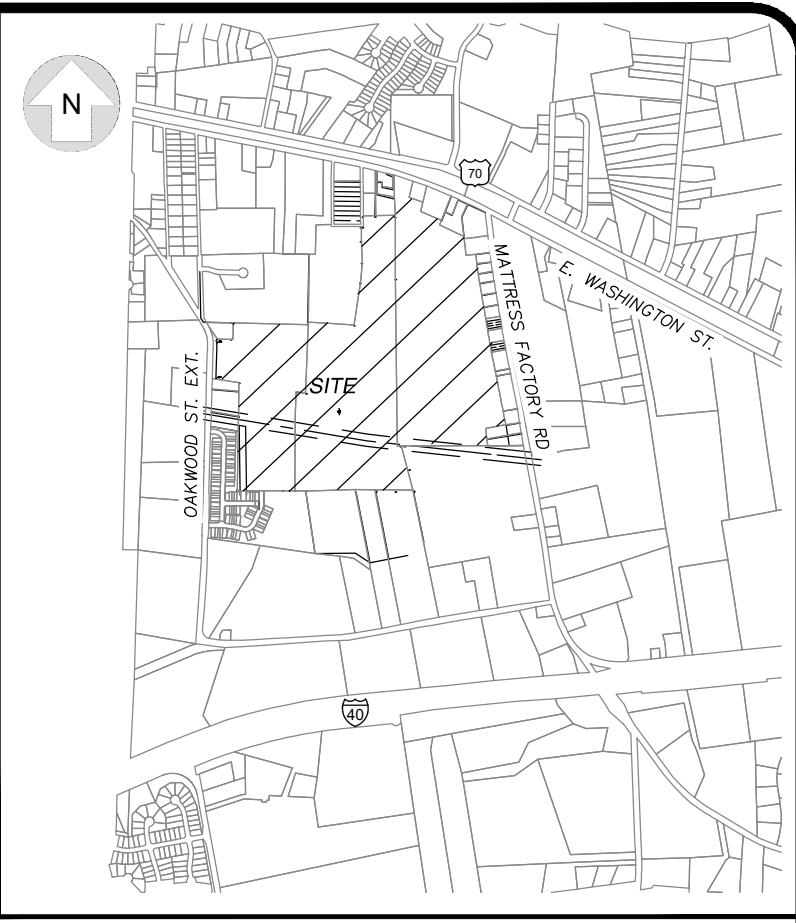 N
70
E. WASHINGTON ST.
MATTRESS FACTORY RD
OAKWOOD ST. EXT.
SITE
40